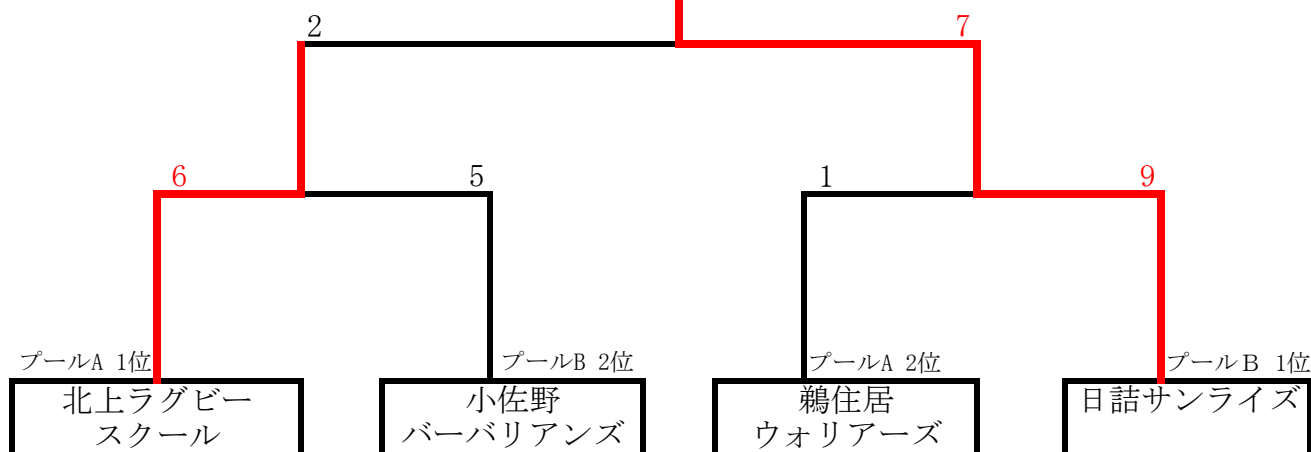 2
7
6
5
1
9
プールA 1位
プールB 2位
プールA 2位
プールB 1位
北上ラグビー
スクール
小佐野
バーバリアンズ
鵜住居
ウォリアーズ
日詰サンライズ